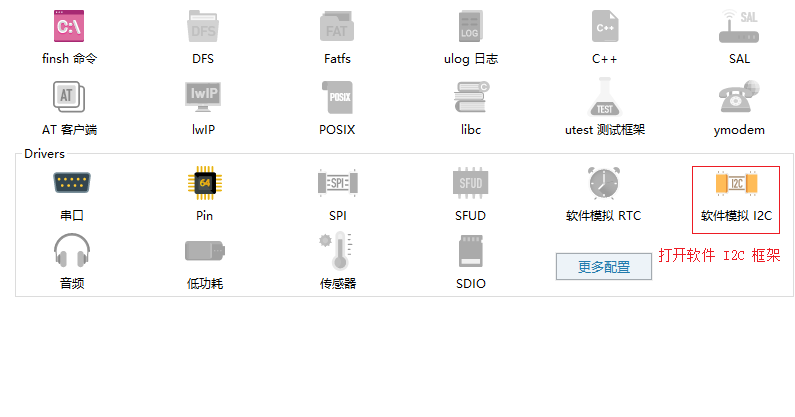 C:\
FAT
LOG
C++
SAL
finsh 命令
DFS
Fatfs
ulog 日志
C++
SAL
AT
lwIP
POSIX
C
TEST
AT 客户端
lwIP
POSIX
libc
utest 测试框架
ymodem
Drivers
64
SPI
SFUD
I2C
串口
Pin
SPI
SFUD
软件模拟 RTC
软件模拟 I2C
打开软件 I2C 框架
更多配置
音频
低功耗
传感器
SDIO